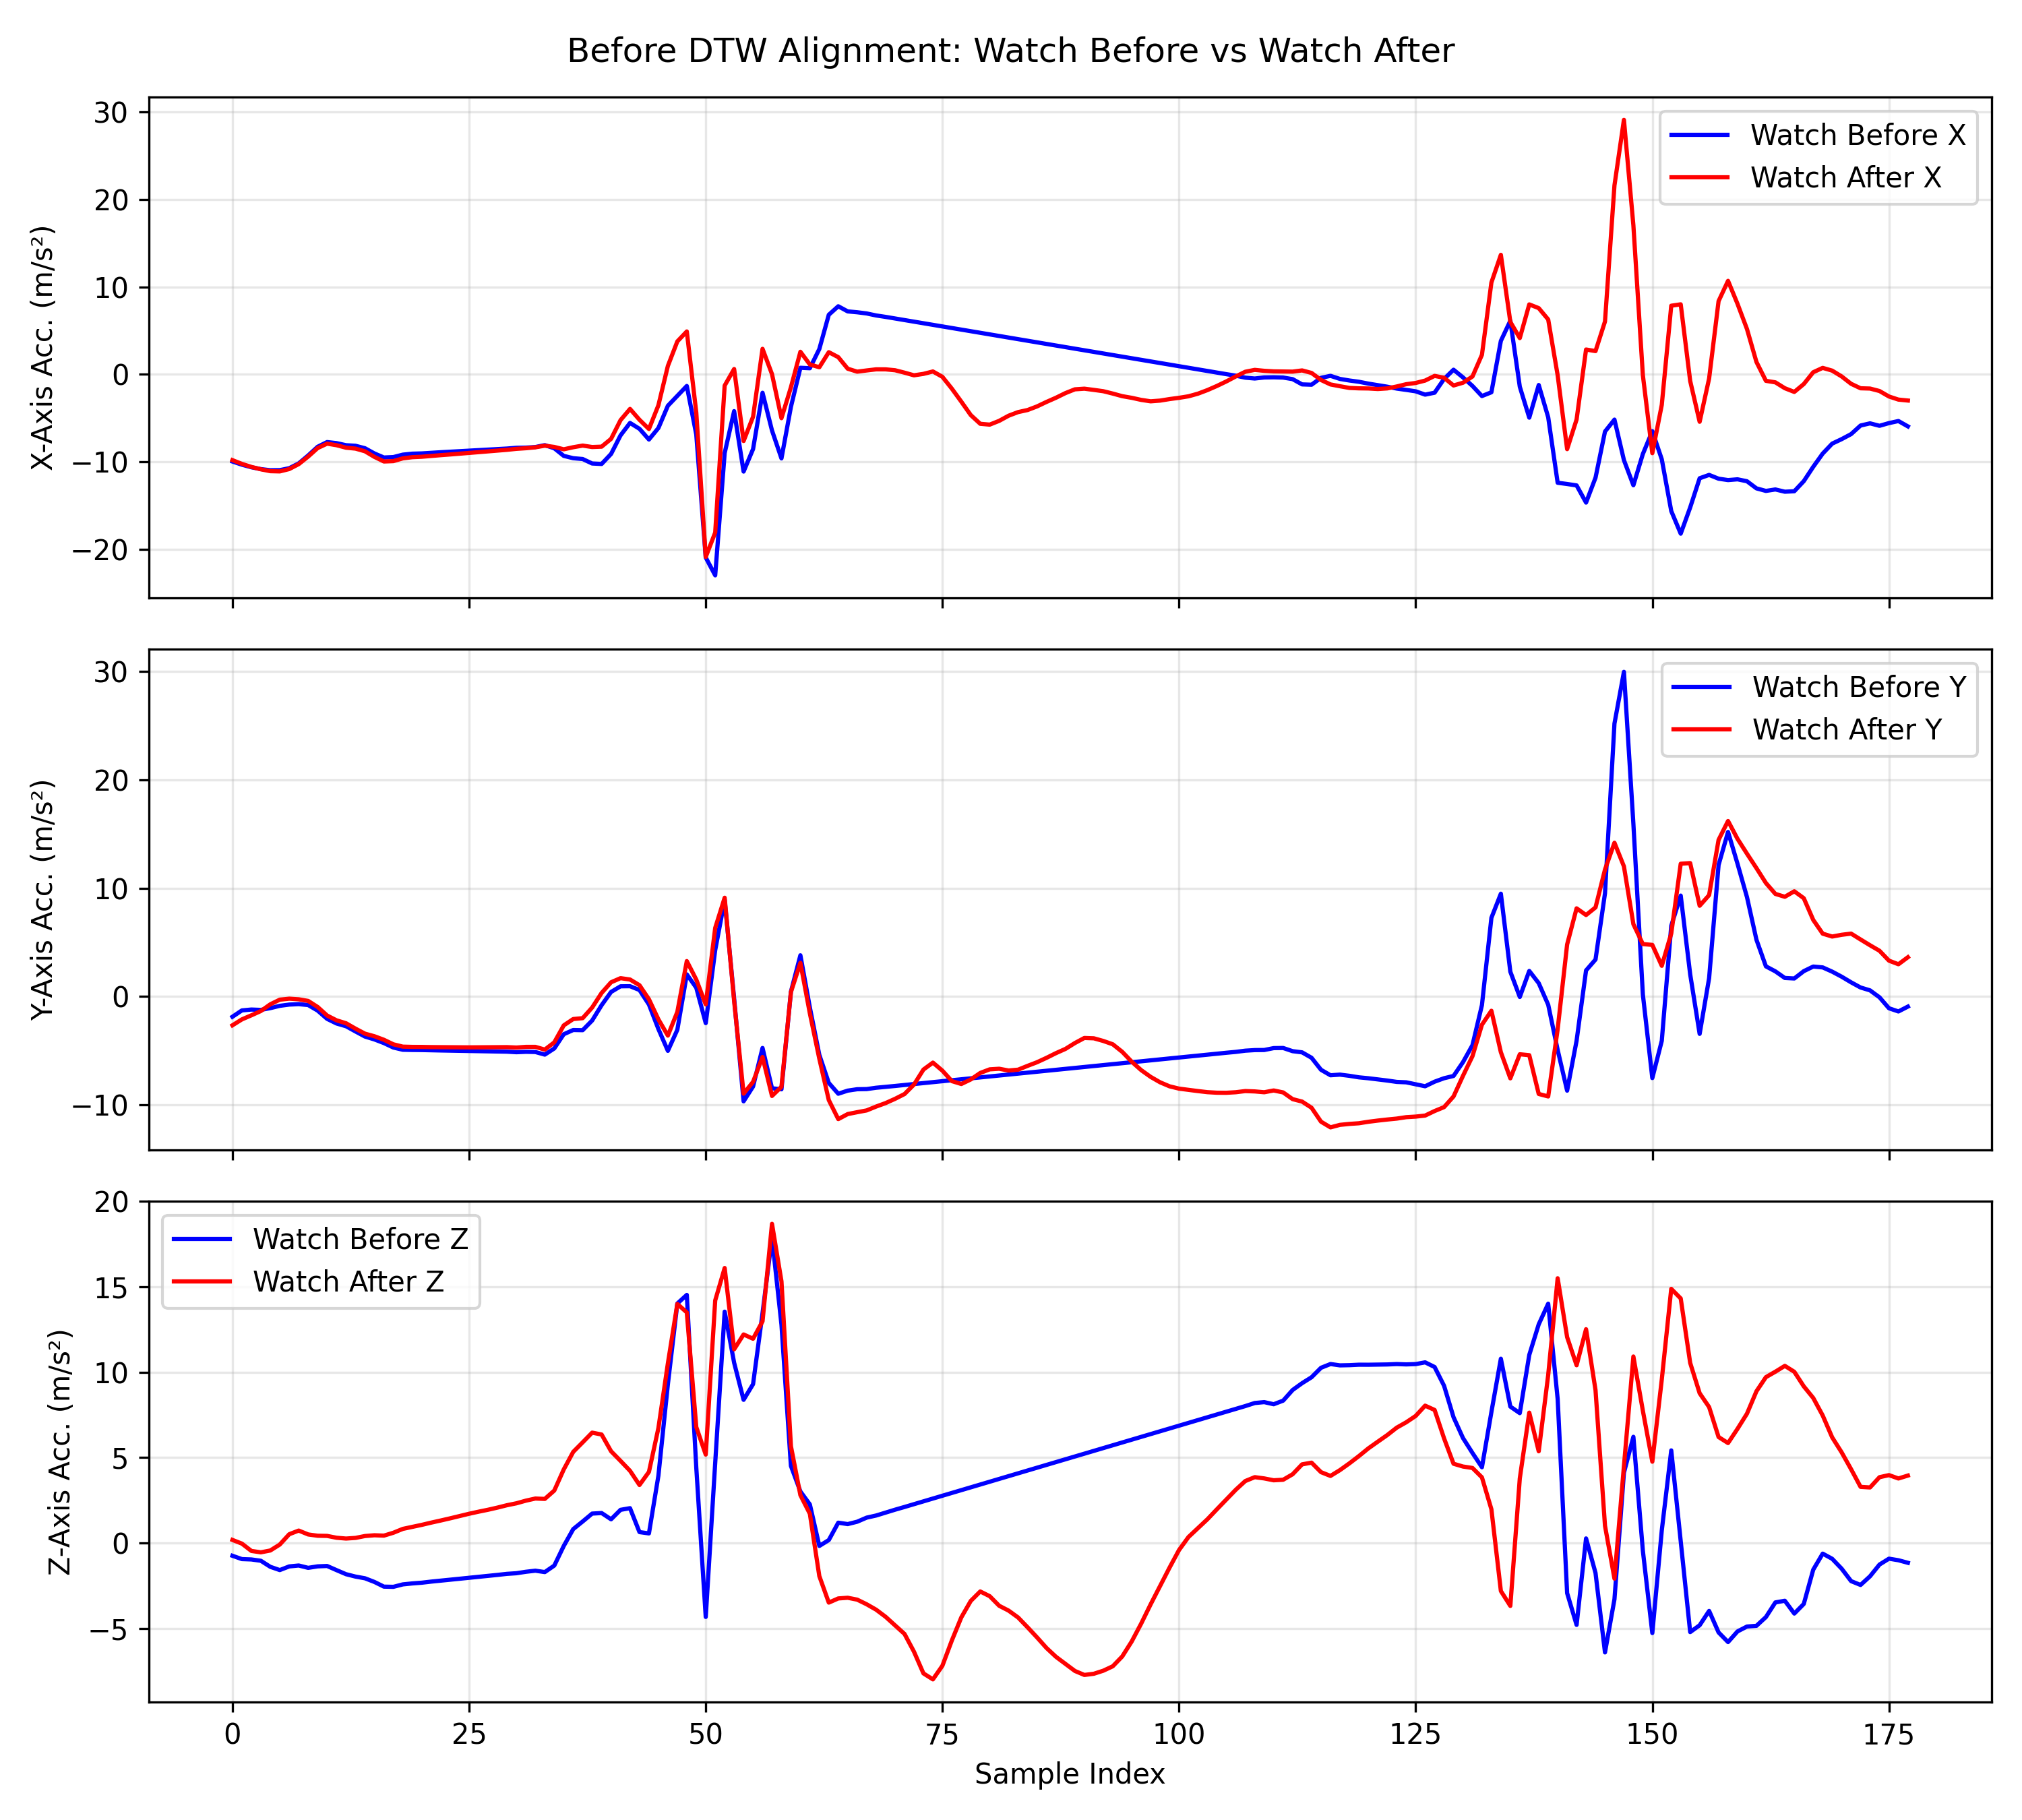 Before DTW Alignment: Watch Before vs Watch After
30
20
10
0
−10
−20
X-Axis Acc. (m/s²)
Watch Before X
Watch After X
30
20
10
0
−10
Y-Axis Acc. (m/s²)
Watch Before Y
Watch After Y
20
15
10
5
0
−5
Z-Axis Acc. (m/s²)
Watch Before Z
Watch After Z
0 25 50 75 100 125 150 175
Sample Index